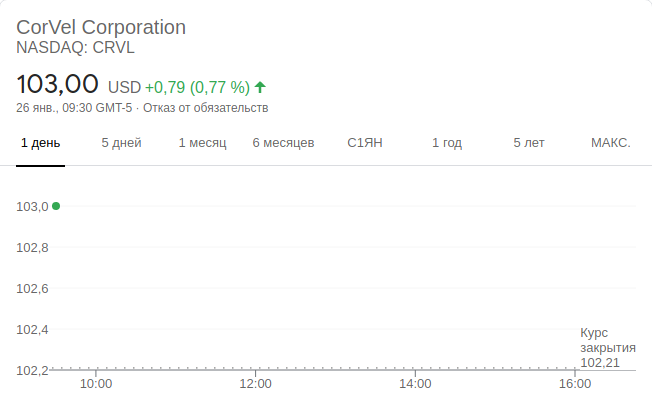 CorVel Corporation
NASDAQ: CRVL
103,00 USD +0,79 (0,77 %)
26 янв., 09:30 GMT-5 · Отказ от обязательств
1 день 5 дней 1 месяц 6 месяцев С1ЯН 1 год 5 лет МАКС.
103,0
102,8
102,6
102,4
Курс
закрытия
102,21
102,2
10:00 12:00 14:00 16:00